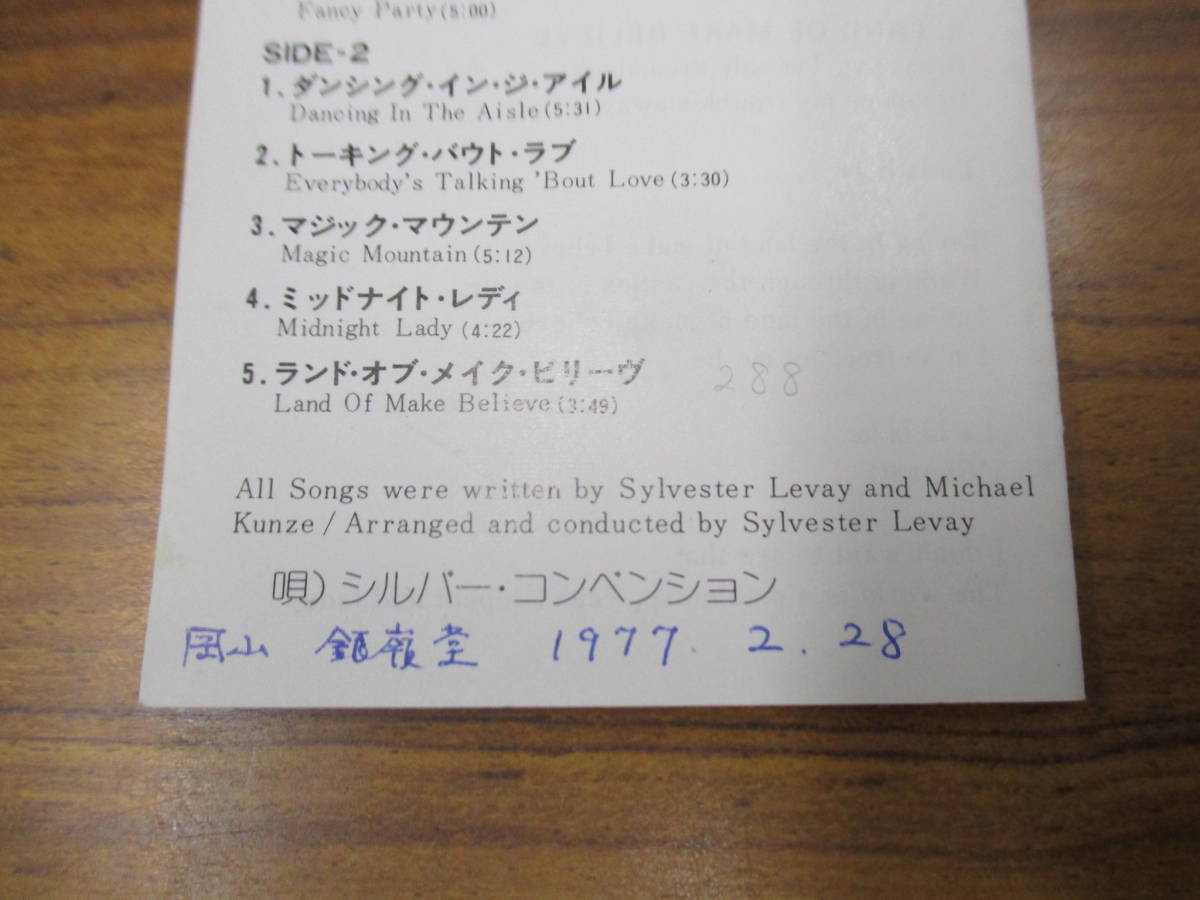 Fancy Party(5:00)
SIDE-2
1. ダンシング・イン・ジ・アイル
Dancing In The Aisle(5:31)
2. トーキング・バウト・ラブ
Everybody's Talking 'Bout Love(3:30)
3. マジック・マウンテン
Magic Mountain(5:12)
4. ミッドナイト・レディ
Midnight Lady(4:22)
5. ランド・オブ・メイク・ビリーヴ 288
Land Of Make Believe(3:49)
All Songs were written by Sylvester Levay and Michael
Kunze/Arranged and conducted by Sylvester Levay
唄)シルバー・コンベンション
岡山 銀嶺堂 1977. 2. 28